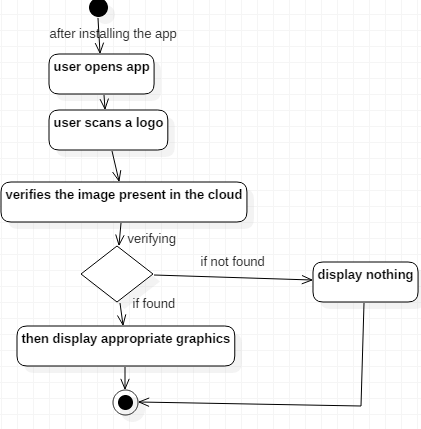 after installing the app
user opens app
user scans a logo
verifies the image present in the cloud
verifying
if not found
display nothing
if found
then display appropriate graphics